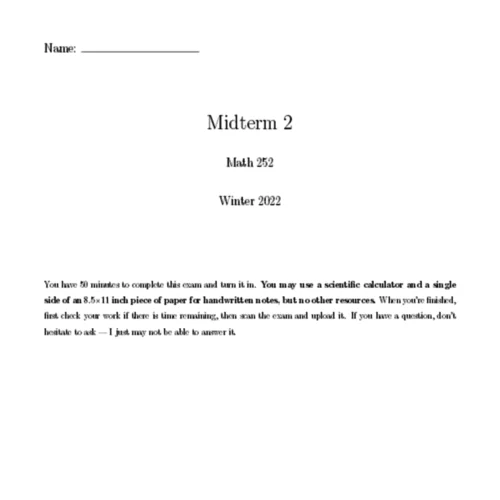 Name:
Midterm 2
Math 252
Winter 2022
You have 50 minutes to complete this exam and turn it in. You may use a scientific calculator and a single
side of an 8.5×11 inch piece of paper for handwritten notes, but no other resources. When you're finished,
first check your work if there is time remaining, then scan the exam and upload it. If you have a question, don't
hesitate to ask — I just may not be able to answer it.